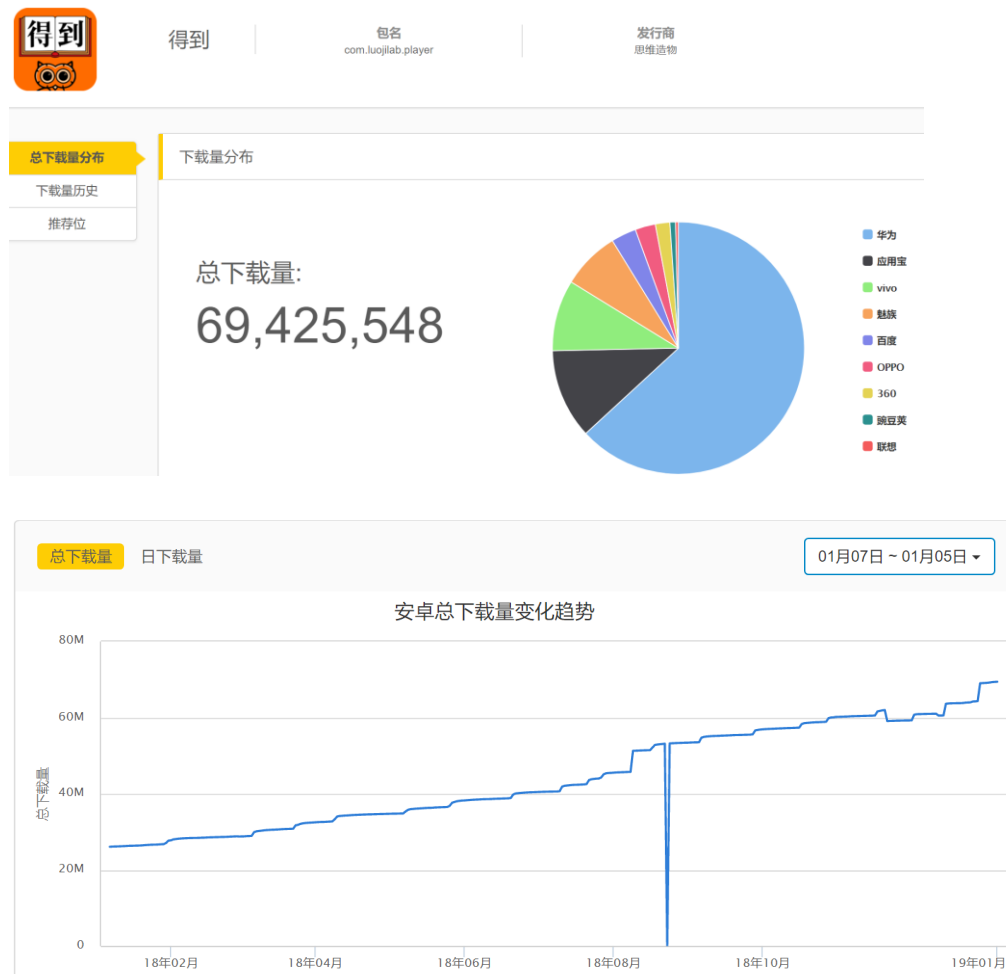 得到
得到
包名
com.luojilab.player
发行商
思维造物
总下载量分布
下载量历史
推荐位
下载量分布
总下载量:
69,425,548
华为
应用宝
vivo
魅族
百度
OPPO
360
豌豆荚
联想
总下载量
日下载量
01月07日 ~ 01月05日
安卓总下载量变化趋势
总下载量
80M
60M
40M
20M
0
18年02月
18年04月
18年06月
18年08月
18年10月
19年01月